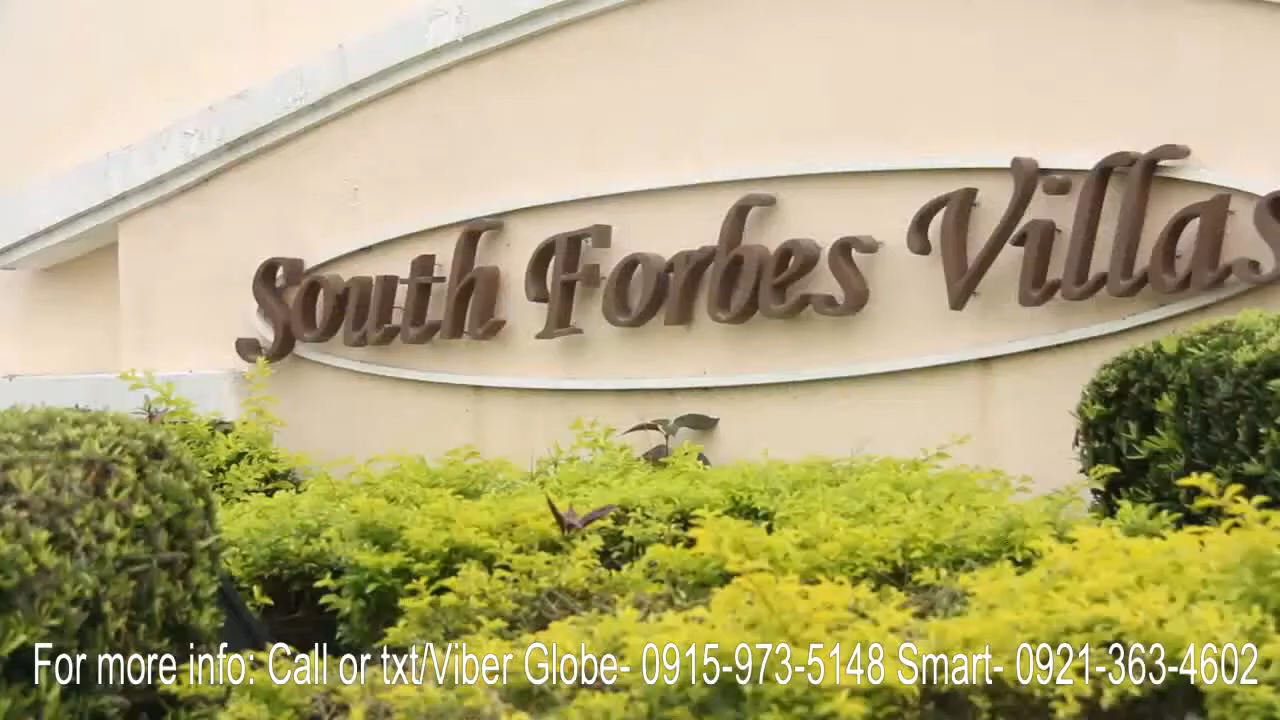 South Forbes Villas
For more info: Call or txt/Viber Globe- 0915-973-5148 Smart- 0921-363-4602